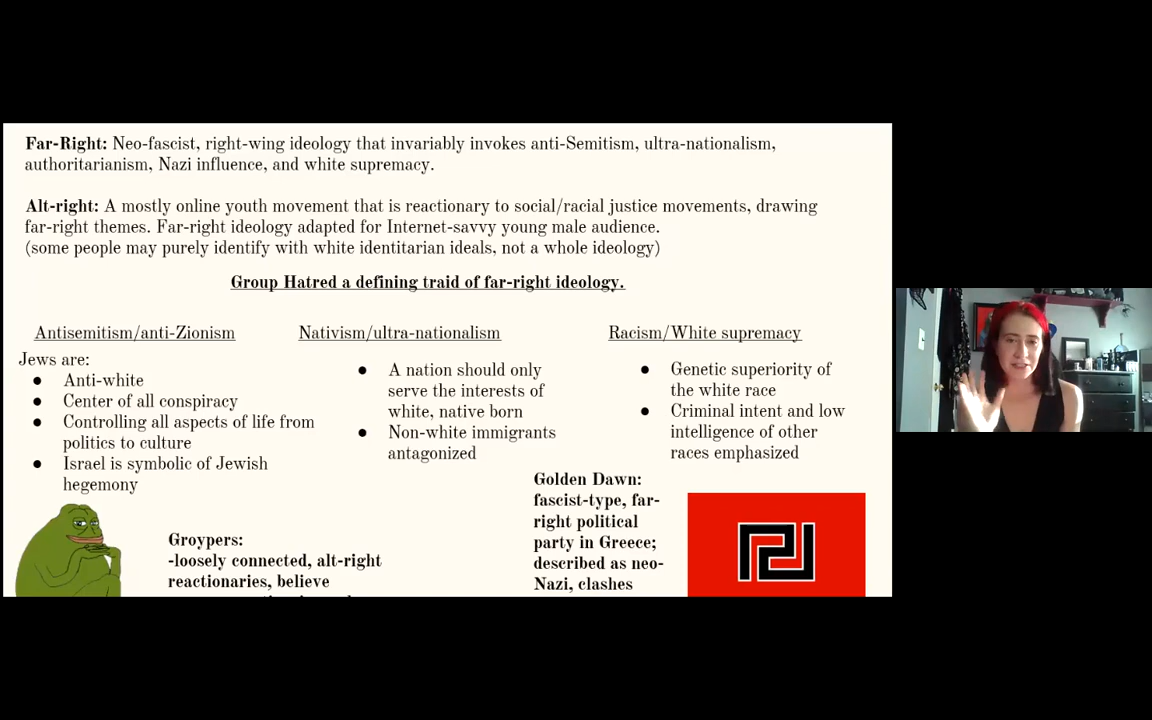 Far-Right: Neo-fascist, right-wing ideology that invariably invokes anti-Semitism, ultra-nationalism,
authoritarianism, Nazi influence, and white supremacy.
Alt-right: A mostly online youth movement that is reactionary to social/racial justice movements, drawing
far-right themes. Far-right ideology adapted for Internet-savvy young male audience.
(some people may purely identify with white identitarian ideals, not a whole ideology)
Group Hatred a defining traid of far-right ideology.
Antisemitism/anti-Zionism
Jews are:
● Anti-white
● Center of all conspiracy
● Controlling all aspects of life from
politics to culture
● Israel is symbolic of Jewish
hegemony
Nativism/ultra-nationalism
● A nation should only
serve the interests of
white, native born
● Non-white immigrants
antagonized
Racism/White supremacy
● Genetic superiority of
the white race
● Criminal intent and low
intelligence of other
races emphasized
Groypers:
-loosely connected, alt-right
reactionaries, believe
Golden Dawn:
fascist-type, far-
right political
party in Greece;
described as neo-
Nazi, clashes